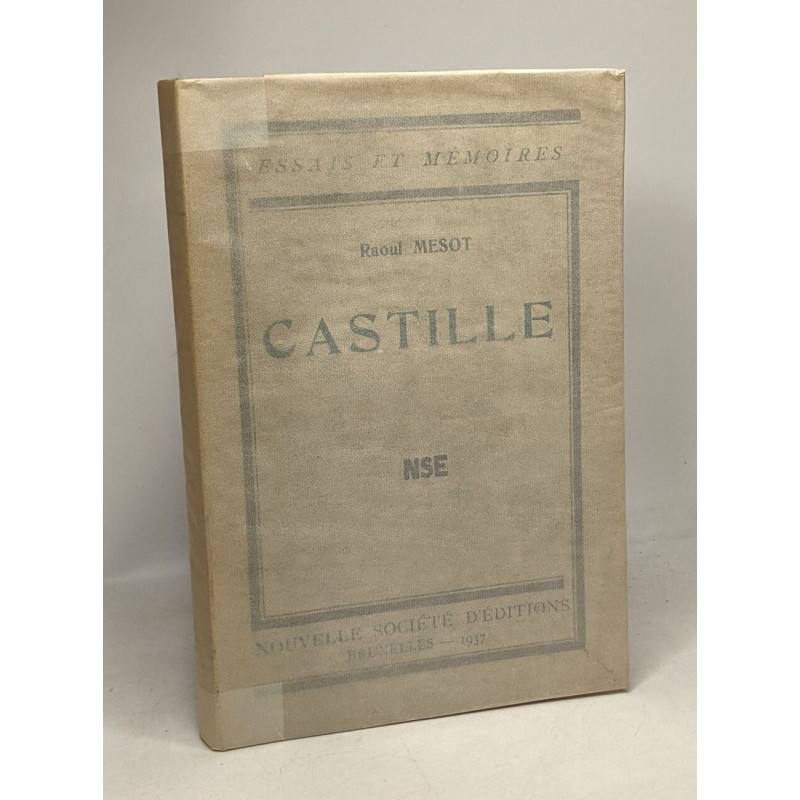 ESSAIS ET MÉMOIRES
Raoul MESOT
CASTILLE
NSE
NOUVELLE SOCIÉTÉ D'ÉDITIONS
BRUXELLES — 1937